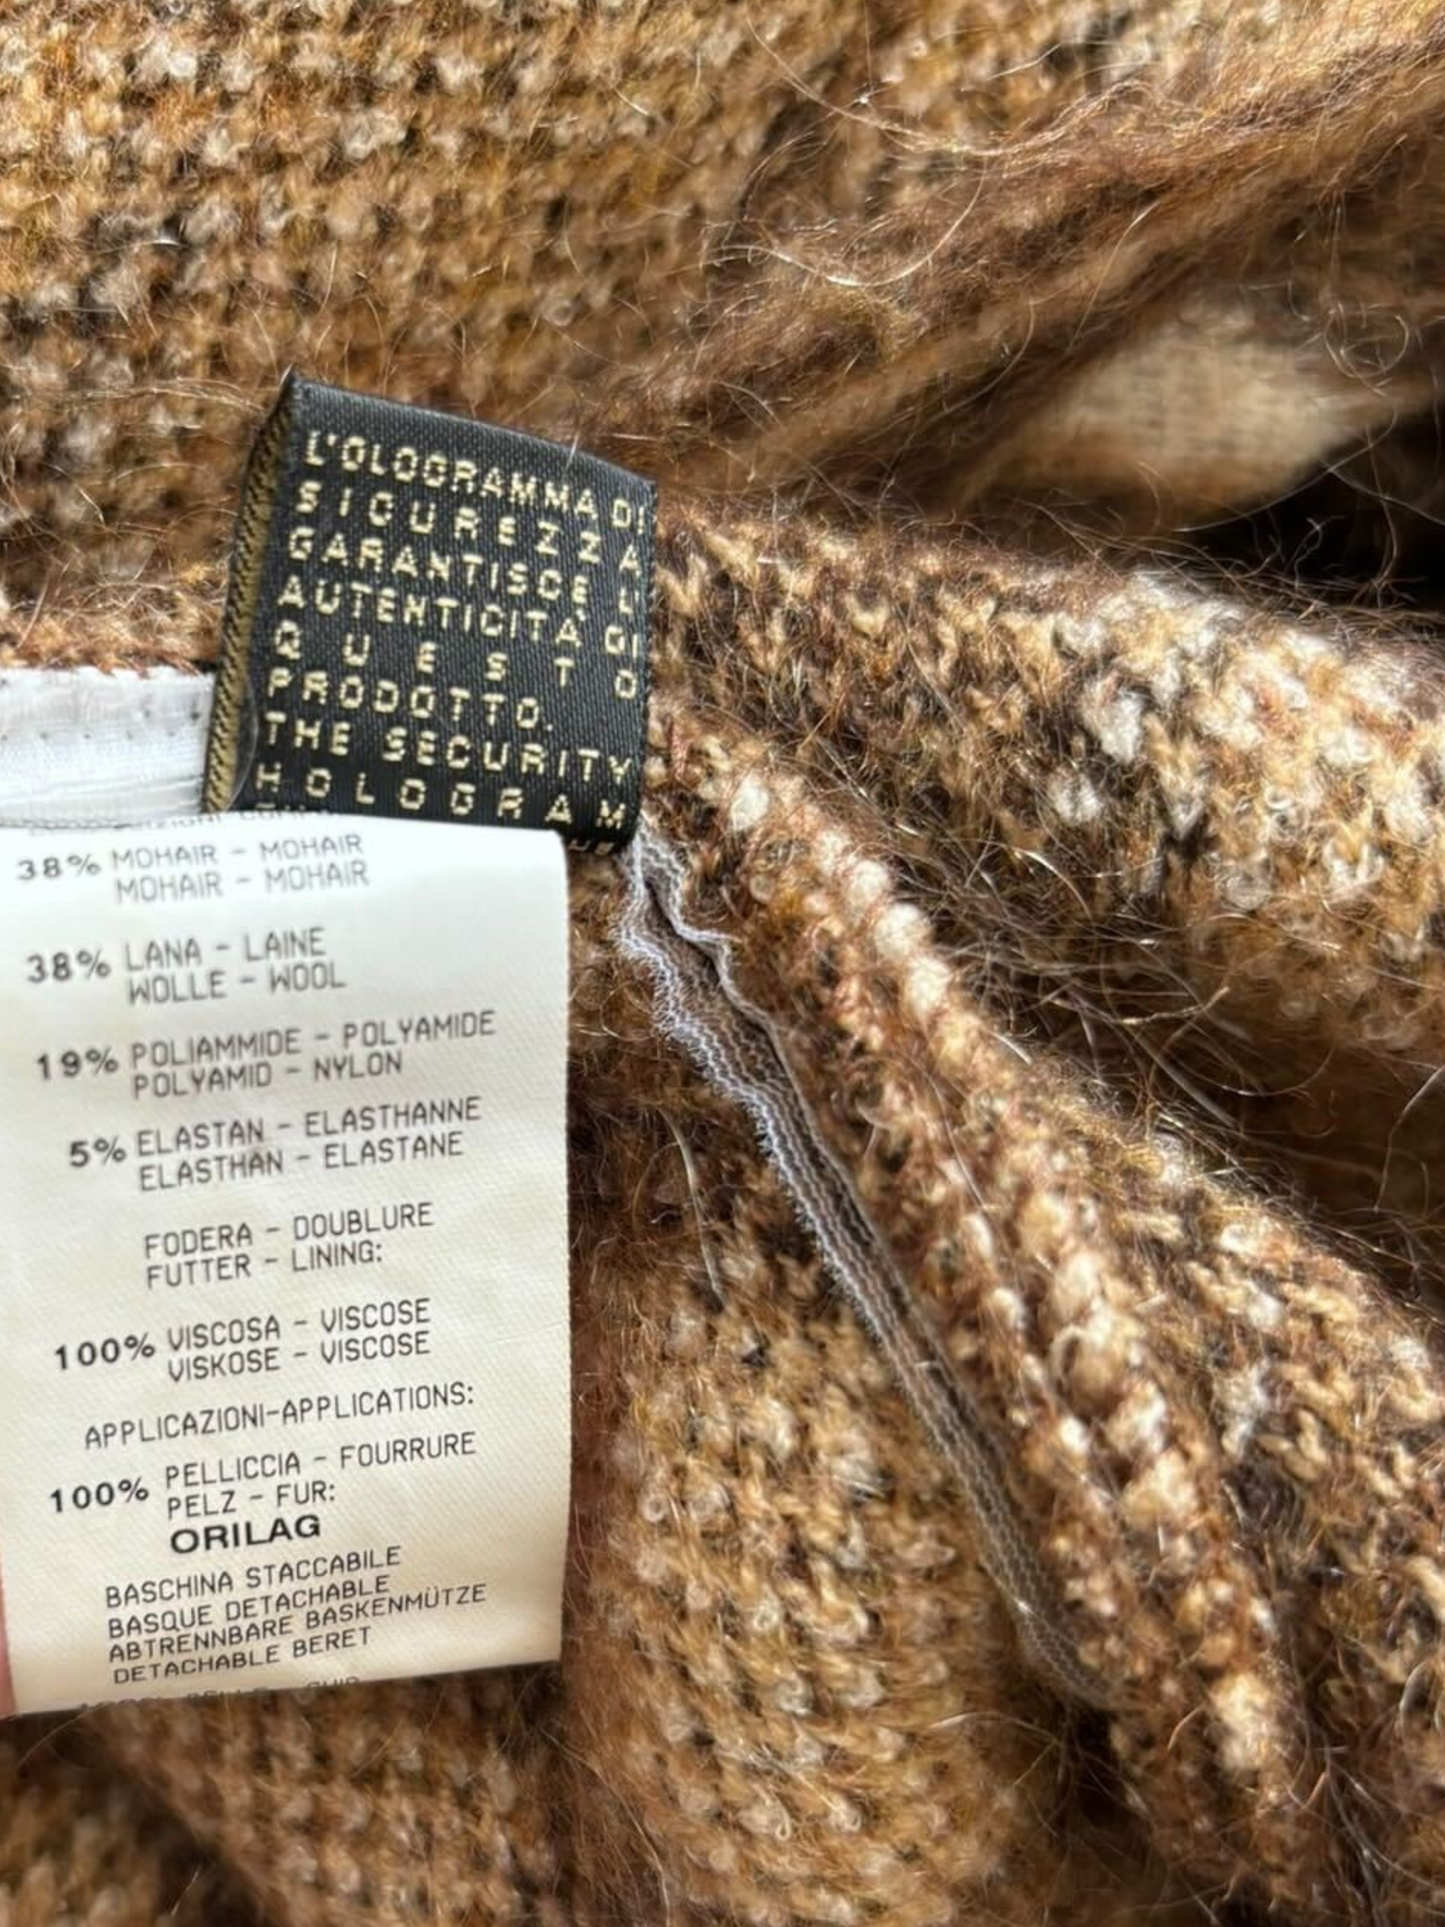 L'OLOGRAMMA DI
SICUREZZA
GARANTISCE L'
AUTENTICITÀ DI
QUESTO
PRODOTTO.
THE SECURITY
HOLOGRAM
38% MOHAIR - MOHAIR
MOHAIR - MOHAIR
38% LANA - LAINE
WOLLE - WOOL
19% POLIAMMIDE - POLYAMIDE
POLYAMID - NYLON
5% ELASTAN - ELASTHANNE
ELASTHAN - ELASTANE
FODERA - DOUBLURE
FUTTER - LINING:
100% VISCOSA - VISCOSE
VISKOSE - VISCOSE
APPLICAZIONI-APPLICATIONS:
100% PELLICCIA - FOURRURE
PELZ - FUR:
ORILAG
BASCHINA STACCABILE
BASQUE DETACHABLE
ABTRENNBARE BASKENMÜTZE
DETACHABLE BERET